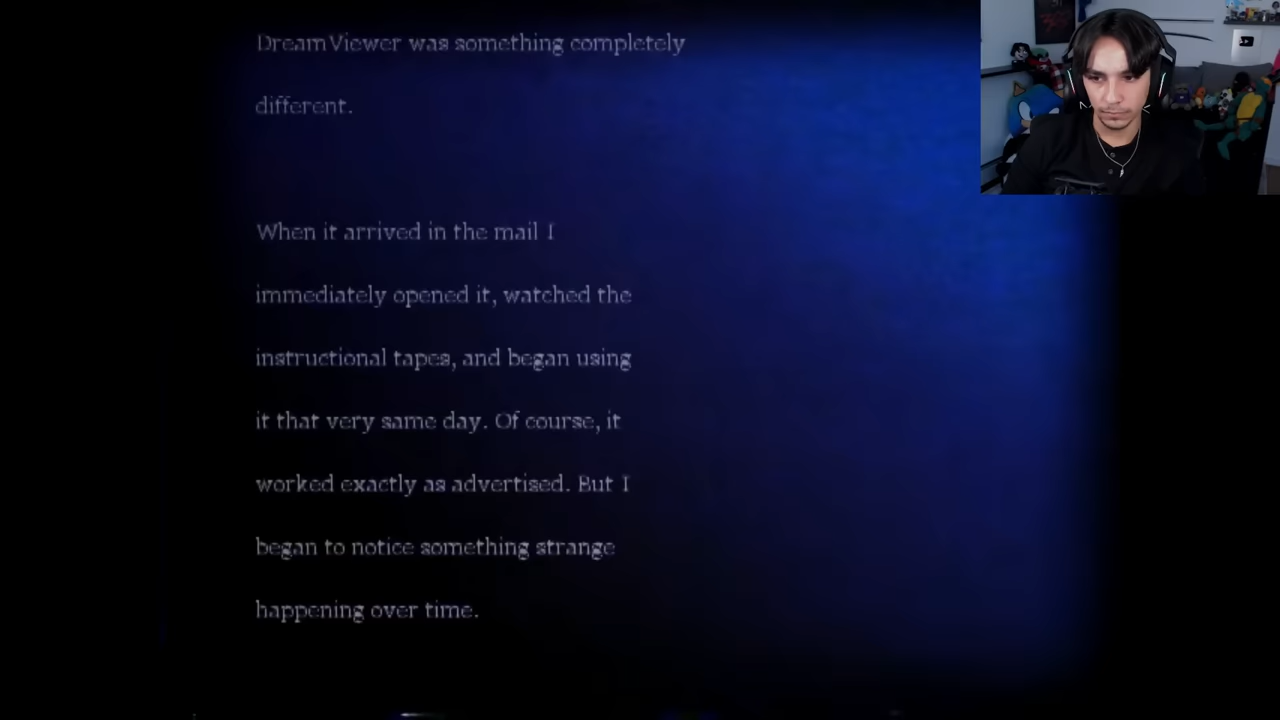 DreamViewer was something completely
different.
When it arrived in the mail I
immediately opened it, watched the
instructional tapes, and began using
it that very same day. Of course, it
worked exactly as advertised. But I
began to notice something strange
happening over time.